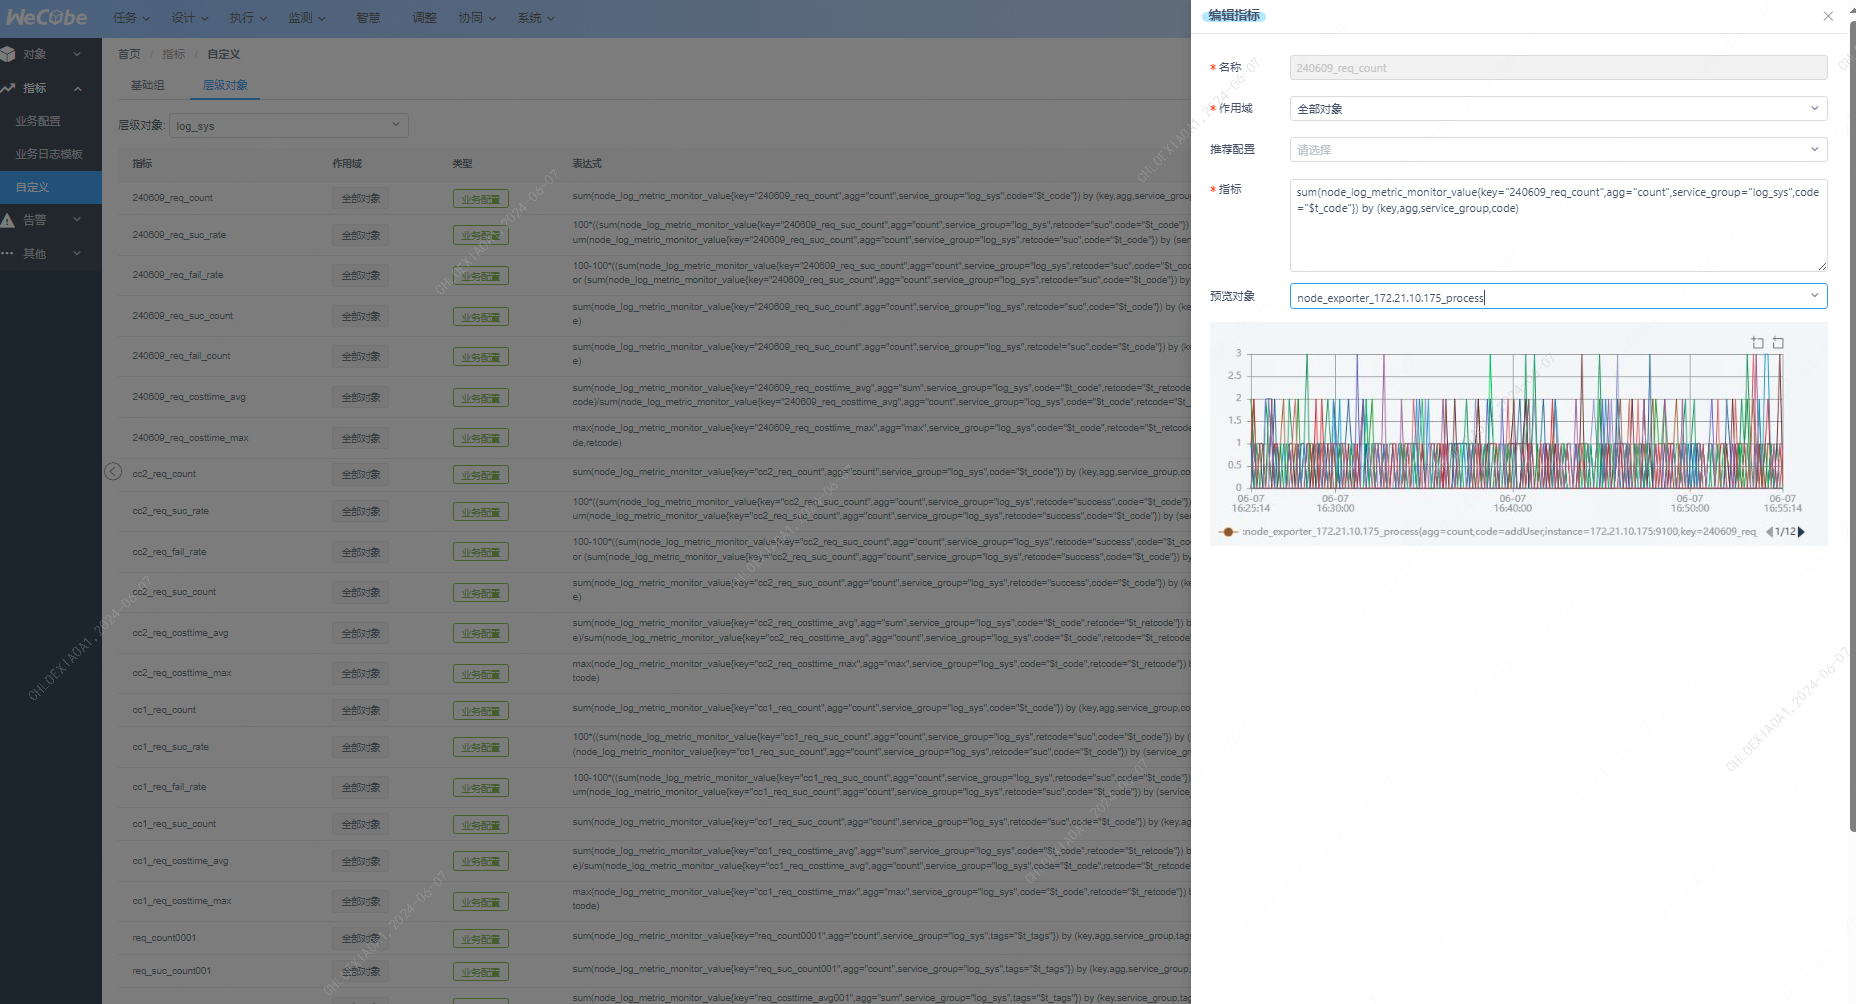 WeCube
任务 设计 执行 监测 智慧 调整 协同 系统
对象
指标
业务配置
业务日志模板
自定义
告警
其他
首页 / 指标 / 自定义
基础组 层级对象
层级对象: log_sys
指标 作用域 类型 表达式
240609_req_count 全部对象 业务配置 sum(node_log_metric_monitor_value{key="240609_req_count",agg="count",service_group="log_sys",code="$t_code"}) by (key,agg,service_group
240609_req_suc_rate 全部对象 业务配置 100*((sum(node_log_metric_monitor_value{key="240609_req_suc_count",agg="count",service_group="log_sys",retcode="suc",code="$t_code"})
um(node_log_metric_monitor_value{key="240609_req_suc_count",agg="count",service_group="log_sys",retcode="suc",code="$t_code"}) by (ser
240609_req_fail_rate 全部对象 业务配置 100-100*((sum(node_log_metric_monitor_value{key="240609_req_suc_count",agg="count",service_group="log_sys",retcode="suc",code="$t_co
or (sum(node_log_metric_monitor_value{key="240609_req_suc_count",agg="count",service_group="log_sys",retcode="suc",code="$t_code"}) by
240609_req_suc_count 全部对象 业务配置 sum(node_log_metric_monitor_value{key="240609_req_suc_count",agg="count",service_group="log_sys",retcode="suc",code="$t_code"}) by (ke
e)
240609_req_fail_count 全部对象 业务配置 sum(node_log_metric_monitor_value{key="240609_req_suc_count",agg="count",service_group="log_sys",retcode!="suc",code="$t_code"}) by (k
e)
240609_req_costtime_avg 全部对象 业务配置 sum(node_log_metric_monitor_value{key="240609_req_costtime_avg",agg="sum",service_group="log_sys",code="$t_code",retcode="$t_retcode
code)/sum(node_log_metric_monitor_value{key="240609_req_costtime_avg",agg="count",service_group="log_sys",code="$t_code",retcode="$t_
240609_req_costtime_max 全部对象 业务配置 max(node_log_metric_monitor_value{key="240609_req_costtime_max",agg="max",service_group="log_sys",code="$t_code",retcode="$t_retcode
de,retcode)
cc2_req_count 全部对象 业务配置 sum(node_log_metric_monitor_value{key="cc2_req_count",agg="count",service_group="log_sys",code="$t_code"}) by (key,agg,service_group,co
cc2_req_suc_rate 全部对象 业务配置 100*((sum(node_log_metric_monitor_value{key="cc2_req_suc_count",agg="count",service_group="log_sys",retcode="success",code="$t_code"})
um(node_log_metric_monitor_value{key="cc2_req_suc_count",agg="count",service_group="log_sys",retcode="success",code="$t_code"}) by (ser
cc2_req_fail_rate 全部对象 业务配置 100-100*((sum(node_log_metric_monitor_value{key="cc2_req_suc_count",agg="count",service_group="log_sys",retcode="success",code="$t_co
or (sum(node_log_metric_monitor_value{key="cc2_req_suc_count",agg="count",service_group="log_sys",retcode="success",code="$t_code"}) by
cc2_req_suc_count 全部对象 业务配置 sum(node_log_metric_monitor_value{key="cc2_req_suc_count",agg="count",service_group="log_sys",retcode="success",code="$t_code"}) by (ke
e)
cc2_req_costtime_avg 全部对象 业务配置 sum(node_log_metric_monitor_value{key="cc2_req_costtime_avg",agg="sum",service_group="log_sys",code="$t_code",retcode="$t_retcode"}) b
e)/sum(node_log_metric_monitor_value{key="cc2_req_costtime_avg",agg="count",service_group="log_sys",code="$t_code",retcode="$t_retcode
cc2_req_costtime_max 全部对象 业务配置 max(node_log_metric_monitor_value{key="cc2_req_costtime_max",agg="max",service_group="log_sys",code="$t_code",retcode="$t_retcode"}) b
tcode)
cc1_req_count 全部对象 业务配置 sum(node_log_metric_monitor_value{key="cc1_req_count",agg="count",service_group="log_sys",code="$t_code"}) by (key,agg,service_group,co
cc1_req_suc_rate 全部对象 业务配置 100*((sum(node_log_metric_monitor_value{key="cc1_req_suc_count",agg="count",service_group="log_sys",retcode="suc",code="$t_code"}) by (
(node_log_metric_monitor_value{key="cc1_req_suc_count",agg="count",service_group="log_sys",retcode="suc",code="$t_code"}) by (service_gr
cc1_req_fail_rate 全部对象 业务配置 100-100*((sum(node_log_metric_monitor_value{key="cc1_req_suc_count",agg="count",service_group="log_sys",retcode="suc",code="$t_code"})
um(node_log_metric_monitor_value{key="cc1_req_suc_count",agg="count",service_group="log_sys",retcode="suc",code="$t_code"}) by (service_
cc1_req_suc_count 全部对象 业务配置 sum(node_log_metric_monitor_value{key="cc1_req_suc_count",agg="count",service_group="log_sys",retcode="suc",code="$t_code"}) by (key,ag
cc1_req_costtime_avg 全部对象 业务配置 sum(node_log_metric_monitor_value{key="cc1_req_costtime_avg",agg="sum",service_group="log_sys",code="$t_code",retcode="$t_retcode"}) b
e)/sum(node_log_metric_monitor_value{key="cc1_req_costtime_avg",agg="count",service_group="log_sys",code="$t_code",retcode="$t_retcode
cc1_req_costtime_max 全部对象 业务配置 max(node_log_metric_monitor_value{key="cc1_req_costtime_max",agg="max",service_group="log_sys",code="$t_code",retcode="$t_retcode"}) b
tcode)
req_count0001 全部对象 业务配置 sum(node_log_metric_monitor_value{key="req_count0001",agg="count",service_group="log_sys",tags="$t_tags"}) by (key,agg,service_group,tags
req_suc_count001 全部对象 业务配置 sum(node_log_metric_monitor_value{key="req_suc_count001",agg="count",service_group="log_sys",tags="$t_tags"}) by (key,agg,service_group,
sum(node_log_metric_monitor_value{key="req_costtime_avg001",agg="sum",service_group="log_sys",tags="$t_tags"}) by (key,agg,service_group,tag
编辑指标
* 名称 240609_req_count
* 作用域 全部对象
推荐配置 请选择
* 指标 sum(node_log_metric_monitor_value{key="240609_req_count",agg="count",service_group="log_sys",code
="$t_code"}) by (key,agg,service_group,code)
预览对象 node_exporter_172.21.10.175_process
3
2.5
2
1.5
1
0.5
0
06-07 06-07 06-07 06-07 06-07
16:25:14 16:30:00 16:40:00 16:50:00 16:55:14
:node_exporter_172.21.10.175_process{agg=count,code=addUser,instance=172.21.10.175:9100,key=240609_req_ 1/12
CHLOEXIAOA1,2024-06-07